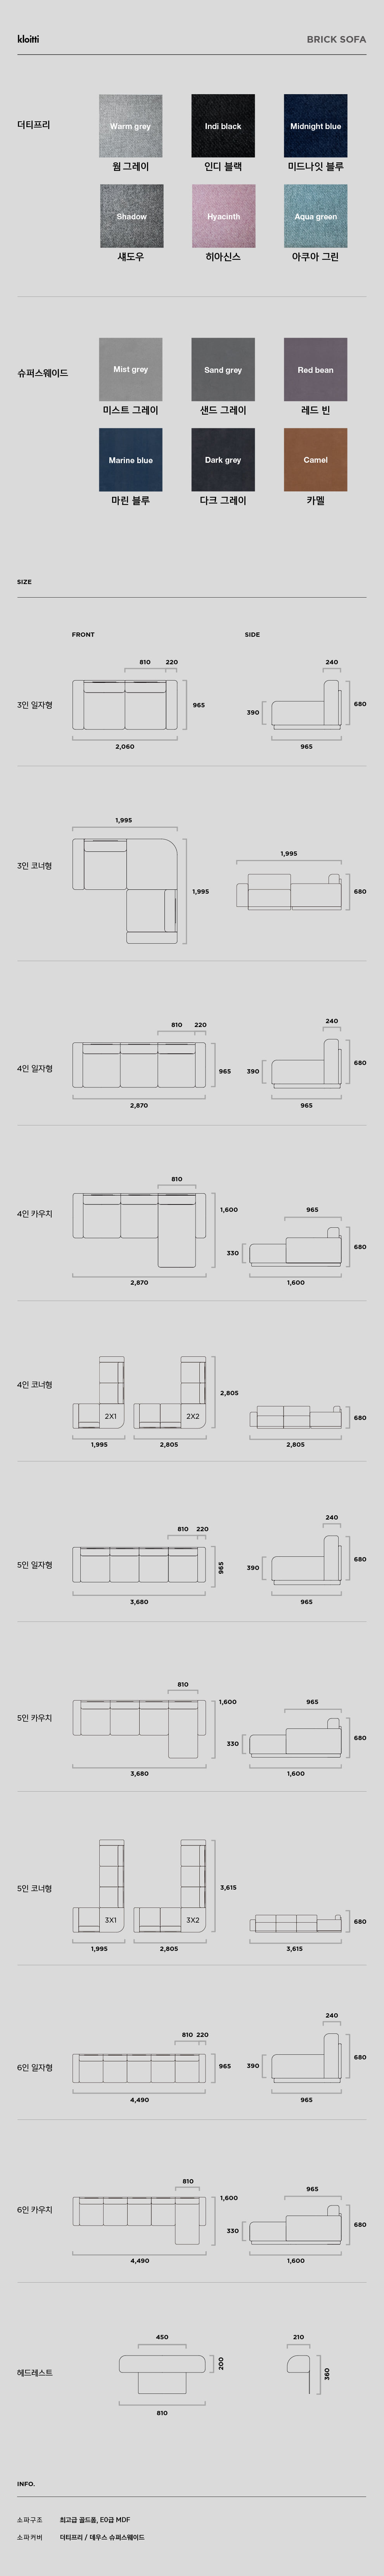 kloitti
BRICK SOFA
더티프리
Warm grey
Indi black
Midnight blue
웜 그레이
인디 블랙
미드나잇 블루
Shadow
Hyacinth
Aqua green
섀도우
히아신스
아쿠아 그린
슈퍼스웨이드
Mist grey
Sand grey
Red bean
미스트 그레이
샌드 그레이
레드 빈
Marine blue
Dark grey
Camel
마린 블루
다크 그레이
카멜
SIZE
FRONT
SIDE
3인 일자형
810
220
965
2,060
240
390
680
965
3인 코너형
1,995
1,995
1,995
680
4인 일자형
810
220
965
2,870
240
390
680
965
4인 카우치
810
1,600
2,870
965
330
680
1,600
4인 코너형
2X1
2X2
2,805
1,995
2,805
680
2,805
5인 일자형
810
220
965
3,680
240
390
680
965
5인 카우치
810
1,600
3,680
965
330
680
1,600
5인 코너형
3X1
3X2
3,615
1,995
2,805
680
3,615
6인 일자형
810
220
965
4,490
240
390
680
965
6인 카우치
810
1,600
4,490
965
330
680
1,600
헤드레스트
450
200
810
210
360
INFO.
소파구조 최고급 골드폼, E0급 MDF
소파커버 더티프리 / 데우스 슈퍼스웨이드